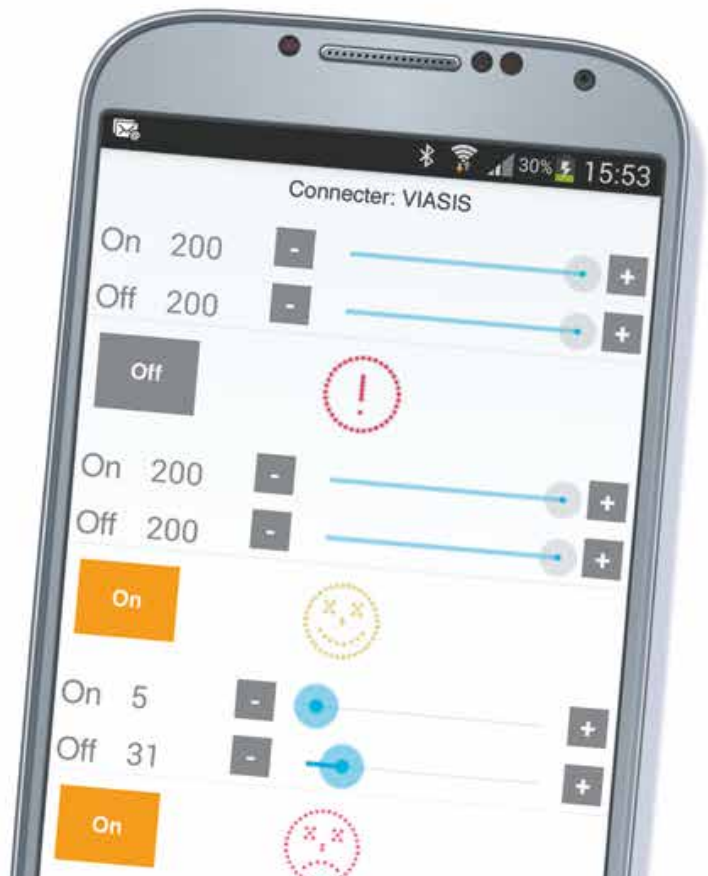 30% 15:53
Connecter: VIASIS
On 200 - +
Off 200 - +
Off
!
On 200 - +
Off 200 - +
On
On 5 - +
Off 31 - +
On